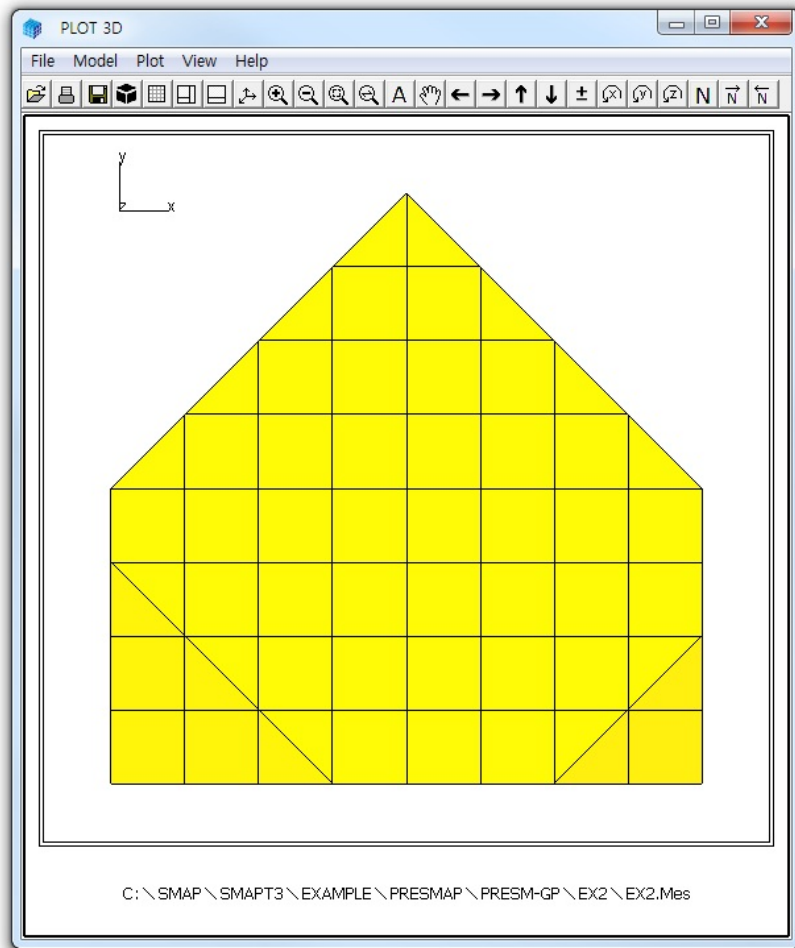 PLOT 3D
File Model Plot View Help
A ± x y z N N N
y
z x
C:\SMAP\SMAPT3\EXAMPLE\PRESMAP\PRESM-GP\EX2\EX2.Mes